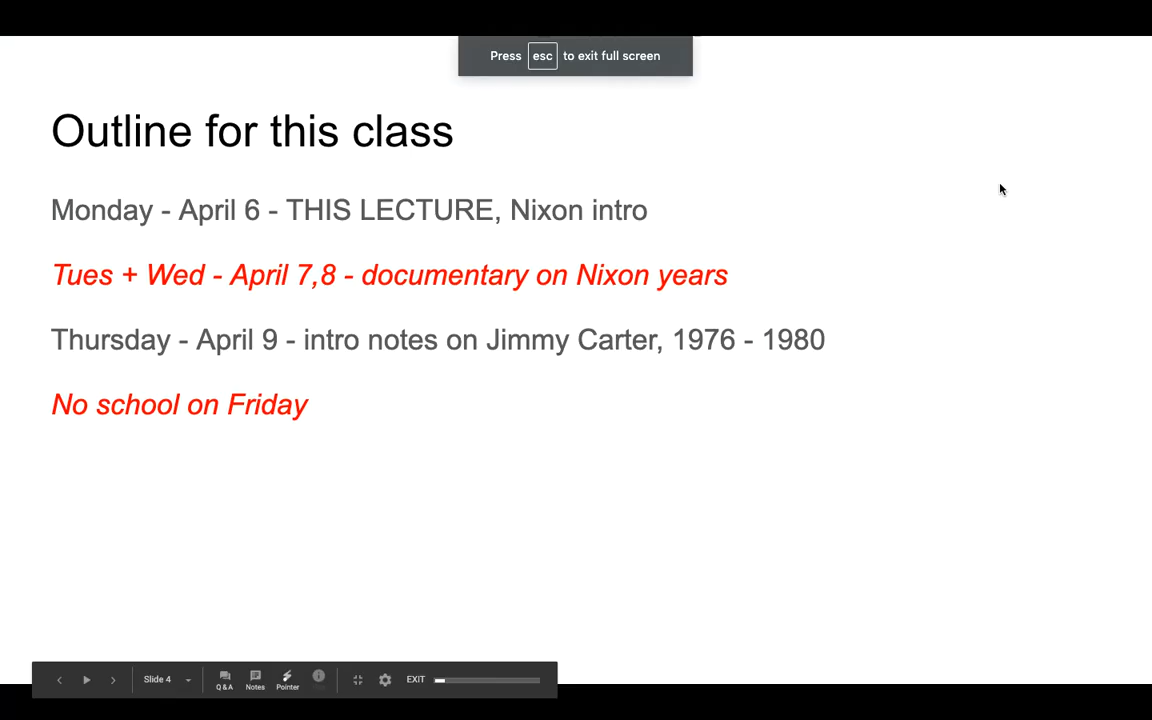 Press esc to exit full screen
Outline for this class
Monday - April 6 - THIS LECTURE, Nixon intro
Tues + Wed - April 7,8 - documentary on Nixon years
Thursday - April 9 - intro notes on Jimmy Carter, 1976 - 1980
No school on Friday
Slide 4 Q&A Notes Pointer EXIT